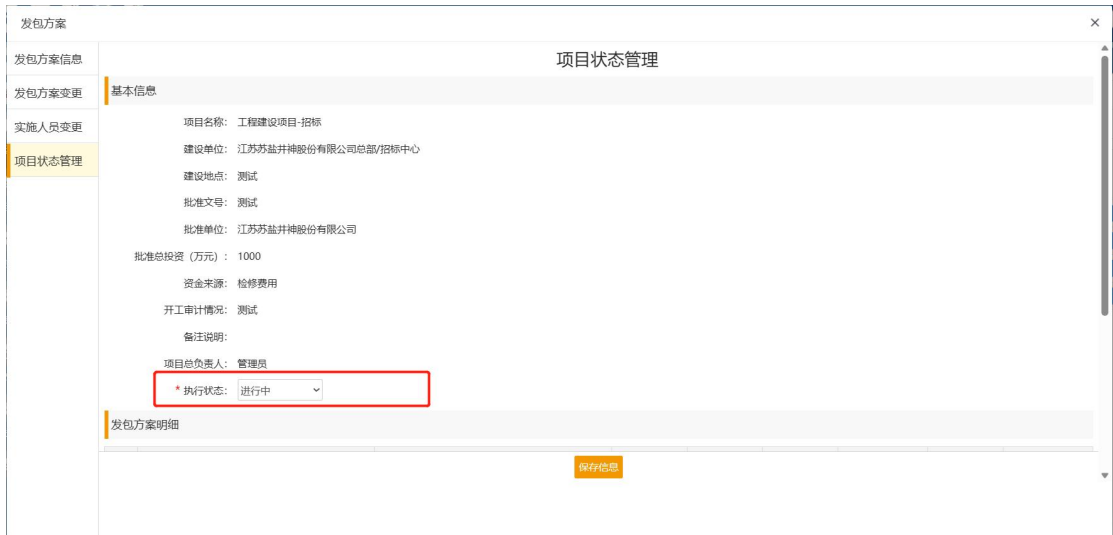 发包方案
×
发包方案信息
发包方案变更
实施人员变更
项目状态管理
项目状态管理
基本信息
项目名称: 工程建设项目-招标
建设单位: 江苏苏盐井神股份有限公司总部/招标中心
建设地点: 测试
批准文号: 测试
批准单位: 江苏苏盐井神股份有限公司
批准总投资（万元）: 1000
资金来源: 检修费用
开工审计情况: 测试
备注说明:
项目总负责人: 管理员
* 执行状态: 进行中
发包方案明细
保存信息